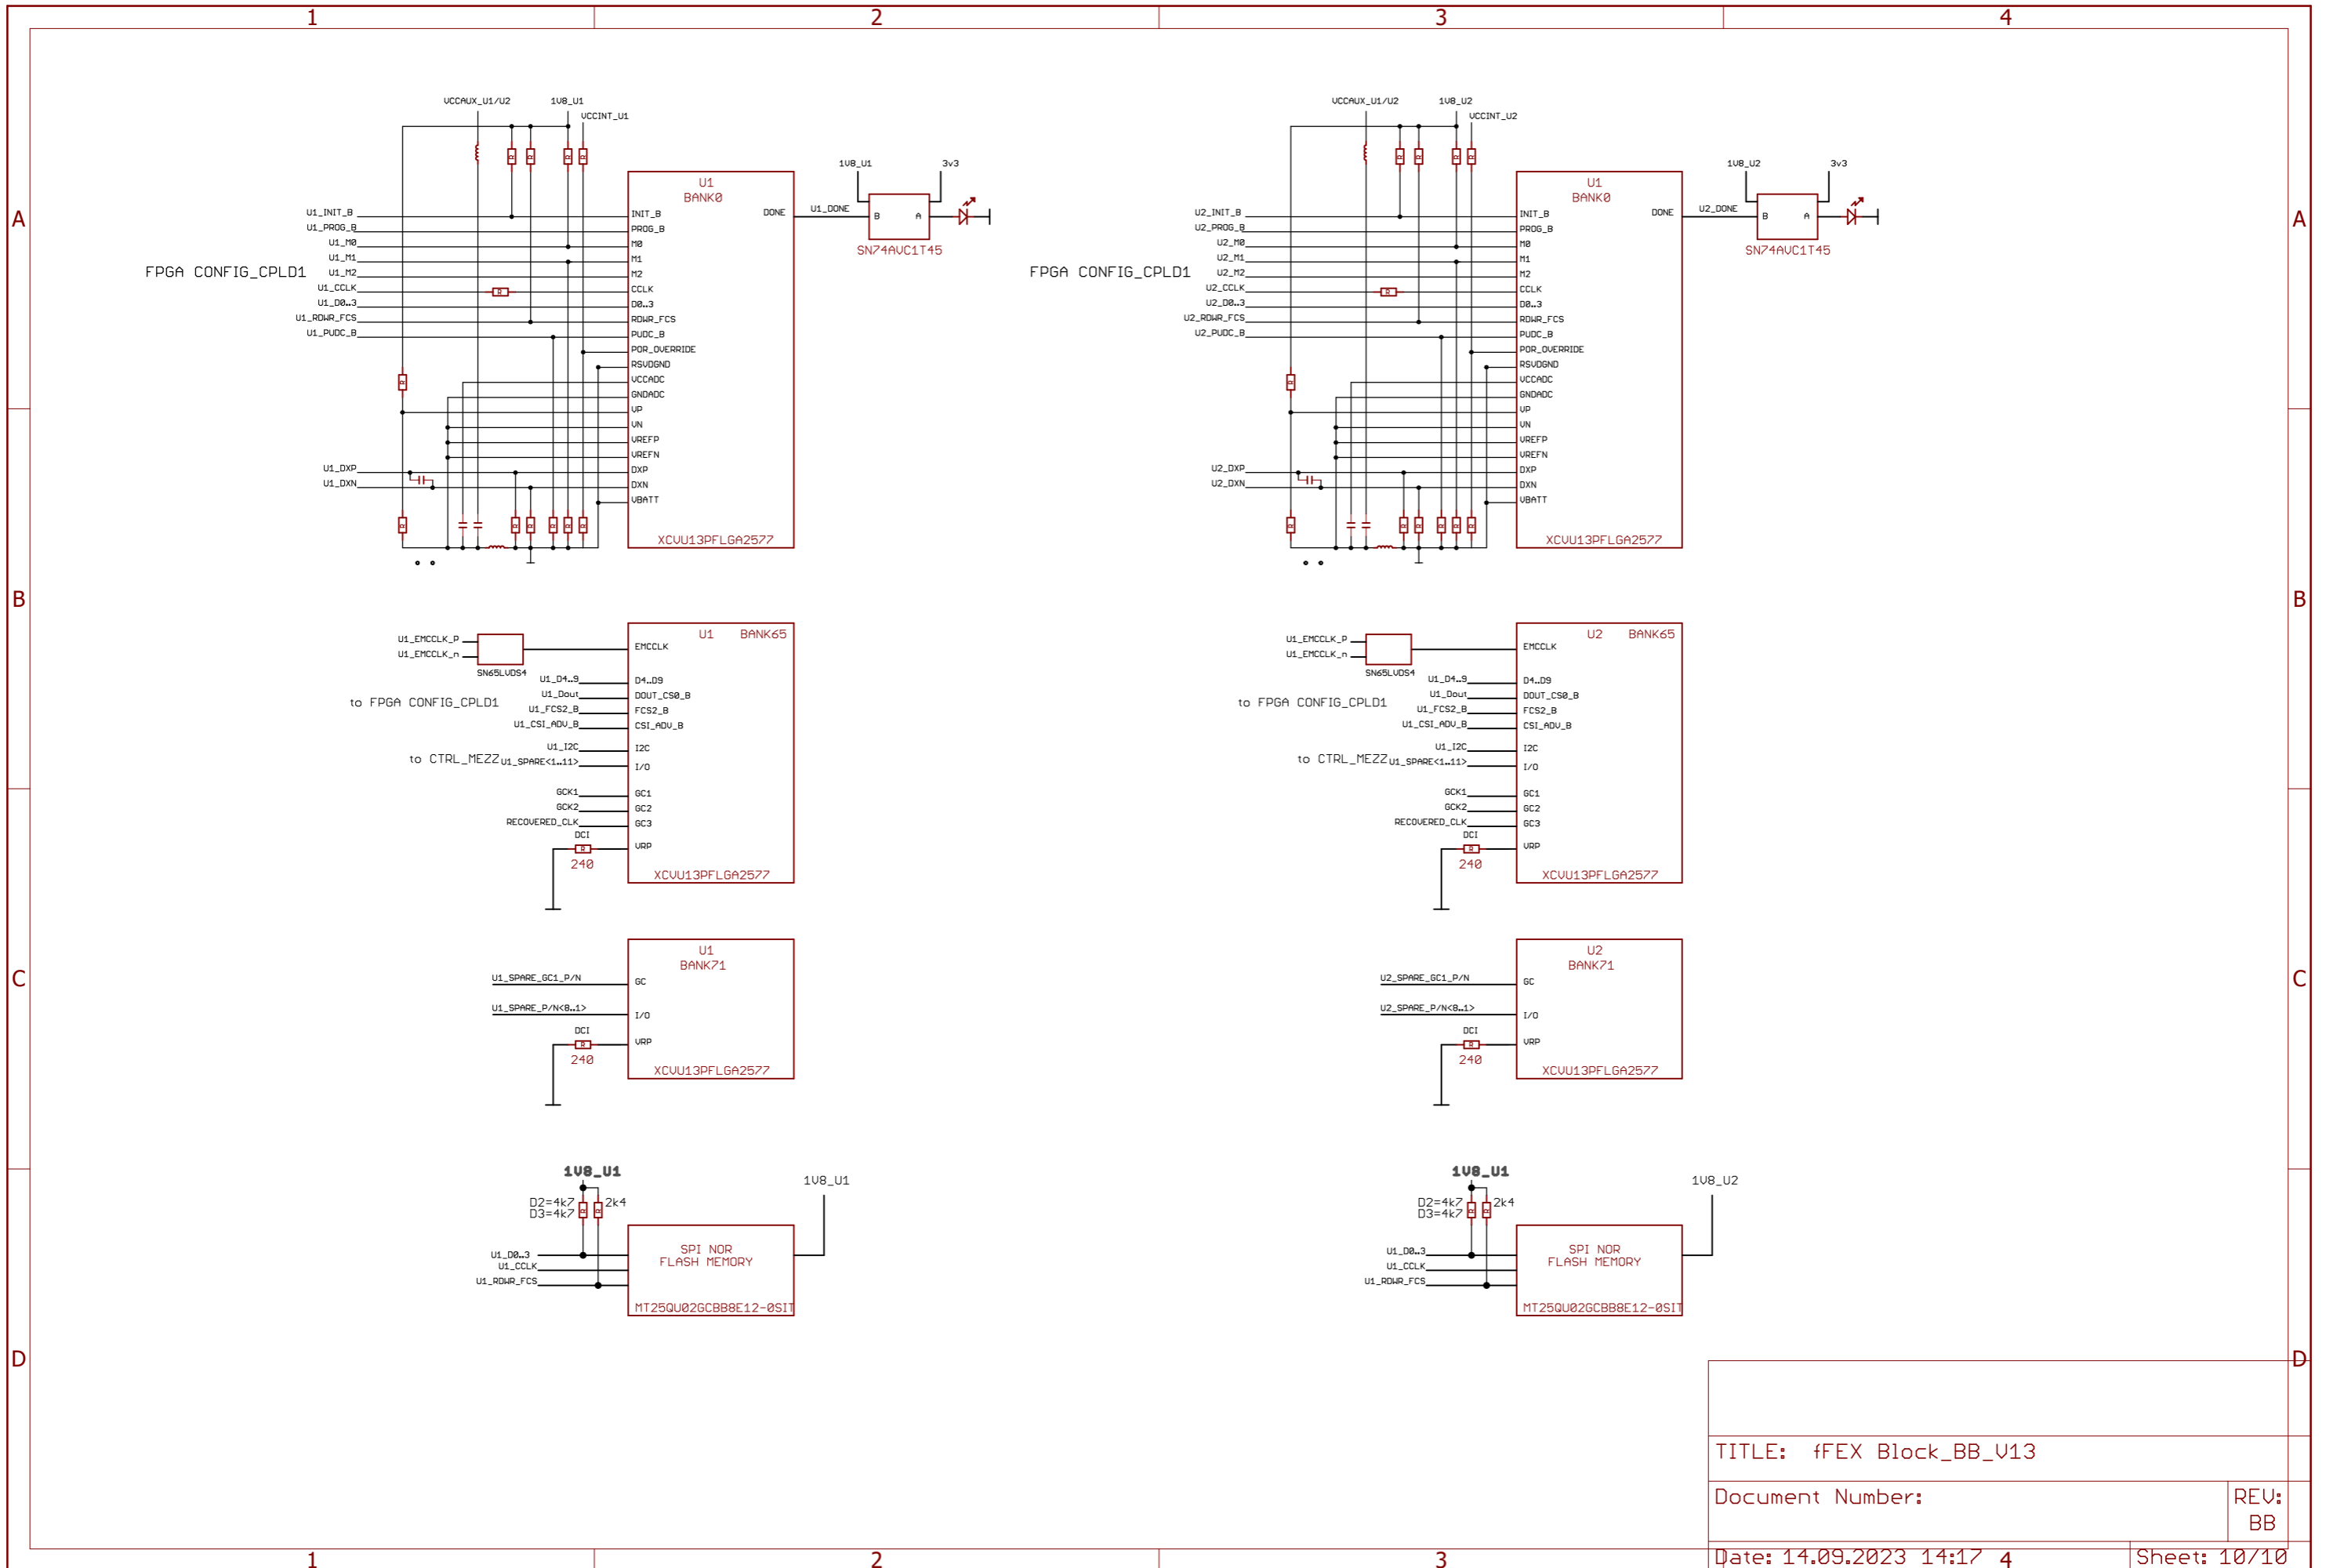 1 2 3 4
A A
B B
C C
D D
VCCAUX_U1/U2
1V8_U1
VCCINT_U1
U1
BANK0
U1_INIT_B
U1_PROG_B
U1_M0
U1_M1
U1_M2
U1_CCLK
U1_D0..3
U1_RDWR_FCS
U1_PUDC_B
FPGA CONFIG_CPLD1
R R R R
R
R
R R R R R R
INIT_B
PROG_B
M0
M1
M2
CCLK
D0..3
RDWR_FCS
PUDC_B
POR_OVERRIDE
RSVDGND
VCCADC
GNDADC
VP
VN
VREFP
VREFN
DXP
DXN
VBATT
U1_DXP
U1_DXN
XCVU13PFLGA2577
DONE
U1_DONE
1V8_U1
3v3
B A
SN74AVC1T45
VCCAUX_U1/U2
1V8_U2
VCCINT_U2
U1
BANK0
U2_INIT_B
U2_PROG_B
U2_M0
U2_M1
U2_M2
U2_CCLK
U2_D0..3
U2_RDWR_FCS
U2_PUDC_B
FPGA CONFIG_CPLD1
R R R R
R
R
R R R R R R
INIT_B
PROG_B
M0
M1
M2
CCLK
D0..3
RDWR_FCS
PUDC_B
POR_OVERRIDE
RSVDGND
VCCADC
GNDADC
VP
VN
VREFP
VREFN
DXP
DXN
VBATT
U2_DXP
U2_DXN
XCVU13PFLGA2577
DONE
U2_DONE
1V8_U2
3v3
B A
SN74AVC1T45
U1 BANK65
U1_EMCCLK_p
U1_EMCCLK_n
SN65LVDS4
EMCCLK
U1_D4..9
U1_Dout
U1_FCS2_B
U1_CSI_ADV_B
to FPGA CONFIG_CPLD1
D4..D9
DOUT_CS0_B
FCS2_B
CSI_ADV_B
U1_I2C
to CTRL_MEZZ U1_SPARE<1..11>
I2C
I/O
GCK1
GCK2
RECOVERED_CLK
GC1
GC2
GC3
DCI
R
240
VRP
XCVU13PFLGA2577
U2 BANK65
U1_EMCCLK_p
U1_EMCCLK_n
SN65LVDS4
EMCCLK
U1_D4..9
U1_Dout
U1_FCS2_B
U1_CSI_ADV_B
to FPGA CONFIG_CPLD1
D4..D9
DOUT_CS0_B
FCS2_B
CSI_ADV_B
U1_I2C
to CTRL_MEZZ U1_SPARE<1..11>
I2C
I/O
GCK1
GCK2
RECOVERED_CLK
GC1
GC2
GC3
DCI
R
240
VRP
XCVU13PFLGA2577
U1
BANK71
U1_SPARE_GC1_P/N
GC
U1_SPARE_P/N<8..1>
I/O
DCI
R
240
VRP
XCVU13PFLGA2577
U2
BANK71
U2_SPARE_GC1_P/N
GC
U2_SPARE_P/N<8..1>
I/O
DCI
R
240
VRP
XCVU13PFLGA2577
1V8_U1
D2=4k7
D3=4k7
R R
2k4
1V8_U1
U1_D0..3
U1_CCLK
U1_RDWR_FCS
SPI NOR
FLASH MEMORY
MT25QU02GCBB8E12-0SIT
1V8_U1
D2=4k7
D3=4k7
R R
2k4
1V8_U2
U1_D0..3
U1_CCLK
U1_RDWR_FCS
SPI NOR
FLASH MEMORY
MT25QU02GCBB8E12-0SIT
TITLE: fFEX Block_BB_V13
Document Number:
REV:
BB
Date: 14.09.2023 14:17
Sheet: 10/10
1 2 3 4